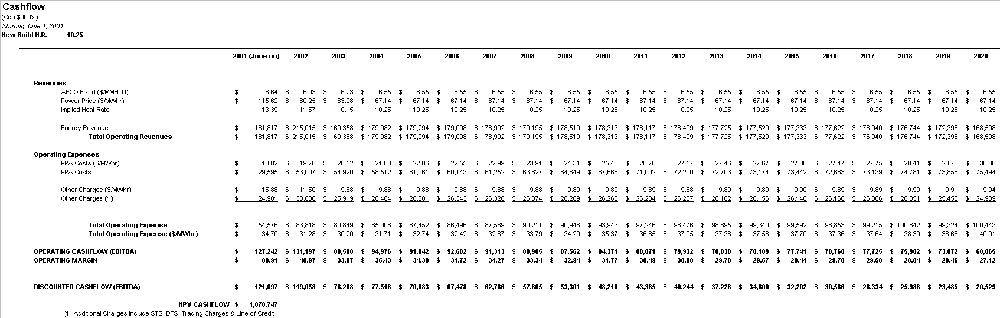 Cashflow
(Cdn $000's)
Starting June 1, 2001
New Build H.R. 10.25
2001 (June on) 2002 2003 2004 2005 2006 2007 2008 2009 2010 2011 2012 2013 2014 2015 2016 2017 2018 2019 2020
Revenues
AECO Fixed ($/MMBTU) $ 8.64 $ 6.93 $ 6.23 $ 6.55 $ 6.55 $ 6.55 $ 6.55 $ 6.55 $ 6.55 $ 6.55 $ 6.55 $ 6.55 $ 6.55 $ 6.55 $ 6.55 $ 6.55 $ 6.55 $ 6.55 $ 6.55 $ 6.55
Power Price ($/MWhr) $ 115.62 $ 80.25 $ 63.28 $ 67.14 $ 67.14 $ 67.14 $ 67.14 $ 67.14 $ 67.14 $ 67.14 $ 67.14 $ 67.14 $ 67.14 $ 67.14 $ 67.14 $ 67.14 $ 67.14 $ 67.14 $ 67.14 $ 67.14
Implied Heat Rate 13.39 11.57 10.15 10.25 10.25 10.25 10.25 10.25 10.25 10.25 10.25 10.25 10.25 10.25 10.25 10.25 10.25 10.25 10.25 10.25
Energy Revenue $ 181,817 $ 215,015 $ 169,358 $ 179,982 $ 179,294 $ 179,098 $ 178,902 $ 179,195 $ 178,510 $ 178,313 $ 178,117 $ 178,409 $ 177,725 $ 177,529 $ 177,333 $ 177,622 $ 176,940 $ 176,744 $ 172,396 $ 168,508
Total Operating Revenues $ 181,817 $ 215,015 $ 169,358 $ 179,982 $ 179,294 $ 179,098 $ 178,902 $ 179,195 $ 178,510 $ 178,313 $ 178,117 $ 178,409 $ 177,725 $ 177,529 $ 177,333 $ 177,622 $ 176,940 $ 176,744 $ 172,396 $ 168,508
Operating Expenses
PPA Costs ($/MWhr) $ 18.82 $ 19.78 $ 20.52 $ 21.83 $ 22.86 $ 22.55 $ 22.99 $ 23.91 $ 24.31 $ 25.48 $ 26.76 $ 27.17 $ 27.46 $ 27.67 $ 27.80 $ 27.47 $ 27.75 $ 28.41 $ 28.76 $ 30.08
PPA Costs $ 29,595 $ 53,007 $ 54,920 $ 58,512 $ 61,061 $ 60,143 $ 61,252 $ 63,827 $ 64,649 $ 67,666 $ 71,002 $ 72,200 $ 72,703 $ 73,174 $ 73,442 $ 72,683 $ 73,139 $ 74,781 $ 73,858 $ 75,494
Other Charges ($/MWhr) $ 15.88 $ 11.50 $ 9.68 $ 9.88 $ 9.88 $ 9.88 $ 9.88 $ 9.88 $ 9.89 $ 9.89 $ 9.89 $ 9.88 $ 9.89 $ 9.89 $ 9.90 $ 9.89 $ 9.89 $ 9.90 $ 9.91 $ 9.94
Other Charges (1) $ 24,981 $ 30,800 $ 25,919 $ 26,484 $ 26,381 $ 26,343 $ 26,328 $ 26,374 $ 26,289 $ 26,266 $ 26,234 $ 26,267 $ 26,182 $ 26,156 $ 26,140 $ 26,160 $ 26,066 $ 26,051 $ 25,456 $ 24,939
Total Operating Expense $ 54,576 $ 83,818 $ 80,849 $ 85,006 $ 87,452 $ 86,496 $ 87,589 $ 90,211 $ 90,948 $ 93,943 $ 97,246 $ 98,476 $ 98,895 $ 99,340 $ 99,592 $ 98,853 $ 99,215 $ 100,842 $ 99,324 $ 100,443
Total Operating Expense ($/MWhr) $ 34.70 $ 31.28 $ 30.20 $ 31.71 $ 32.74 $ 32.42 $ 32.87 $ 33.79 $ 34.20 $ 35.37 $ 36.65 $ 37.05 $ 37.36 $ 37.56 $ 37.70 $ 37.36 $ 37.64 $ 38.30 $ 38.68 $ 40.01
OPERATING CASHFLOW (EBITDA) $ 127,242 $ 131,197 $ 88,508 $ 94,976 $ 91,842 $ 92,602 $ 91,313 $ 88,985 $ 87,562 $ 84,371 $ 80,871 $ 79,932 $ 78,830 $ 78,189 $ 77,741 $ 78,768 $ 77,725 $ 75,902 $ 73,072 $ 68,065
OPERATING MARGIN $ 80.91 $ 48.97 $ 33.07 $ 35.43 $ 34.39 $ 34.72 $ 34.27 $ 33.34 $ 32.94 $ 31.77 $ 30.49 $ 30.08 $ 29.78 $ 29.57 $ 29.44 $ 29.78 $ 29.50 $ 28.84 $ 28.46 $ 27.12
DISCOUNTED CASHFLOW (EBITDA) $ 121,097 $ 119,058 $ 76,288 $ 77,516 $ 70,883 $ 67,478 $ 62,766 $ 57,605 $ 53,301 $ 48,216 $ 43,365 $ 40,244 $ 37,228 $ 34,600 $ 32,202 $ 30,566 $ 28,334 $ 25,986 $ 23,485 $ 20,529
NPV CASHFLOW $ 1,070,747
(1) Additional Charges include STS, DTS, Trading Charges & Line of Credit